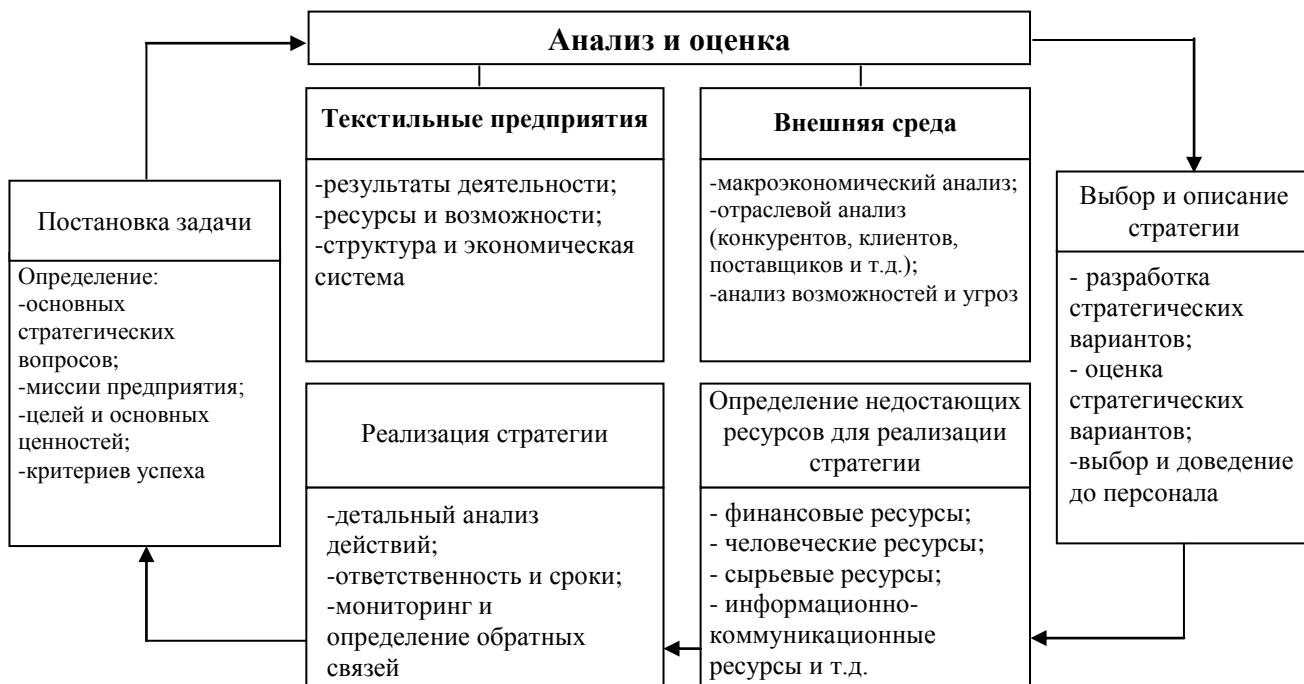 Анализ и оценка
Текстильные предприятия
-результаты деятельности;
-ресурсы и возможности;
-структура и экономическая
система
Внешняя среда
-макроэкономический анализ;
-отраслевой анализ
(конкурентов, клиентов,
поставщиков и т.д.);
-анализ возможностей и угроз
Постановка задачи
Определение:
-основных
стратегических
вопросов;
-миссии предприятия;
-целей и основных
ценностей;
-критериев успеха
Выбор и описание
стратегии
- разработка
стратегических
вариантов;
- оценка
стратегических
вариантов;
-выбор и доведение
до персонала
Реализация стратегии
-детальный анализ
действий;
-ответственность и сроки;
-мониторинг и
определение обратных
связей
Определение недостающих
ресурсов для реализации
стратегии
- финансовые ресурсы;
- человеческие ресурсы;
- сырьевые ресурсы;
- информационно-
коммуникационные
ресурсы и т.д.